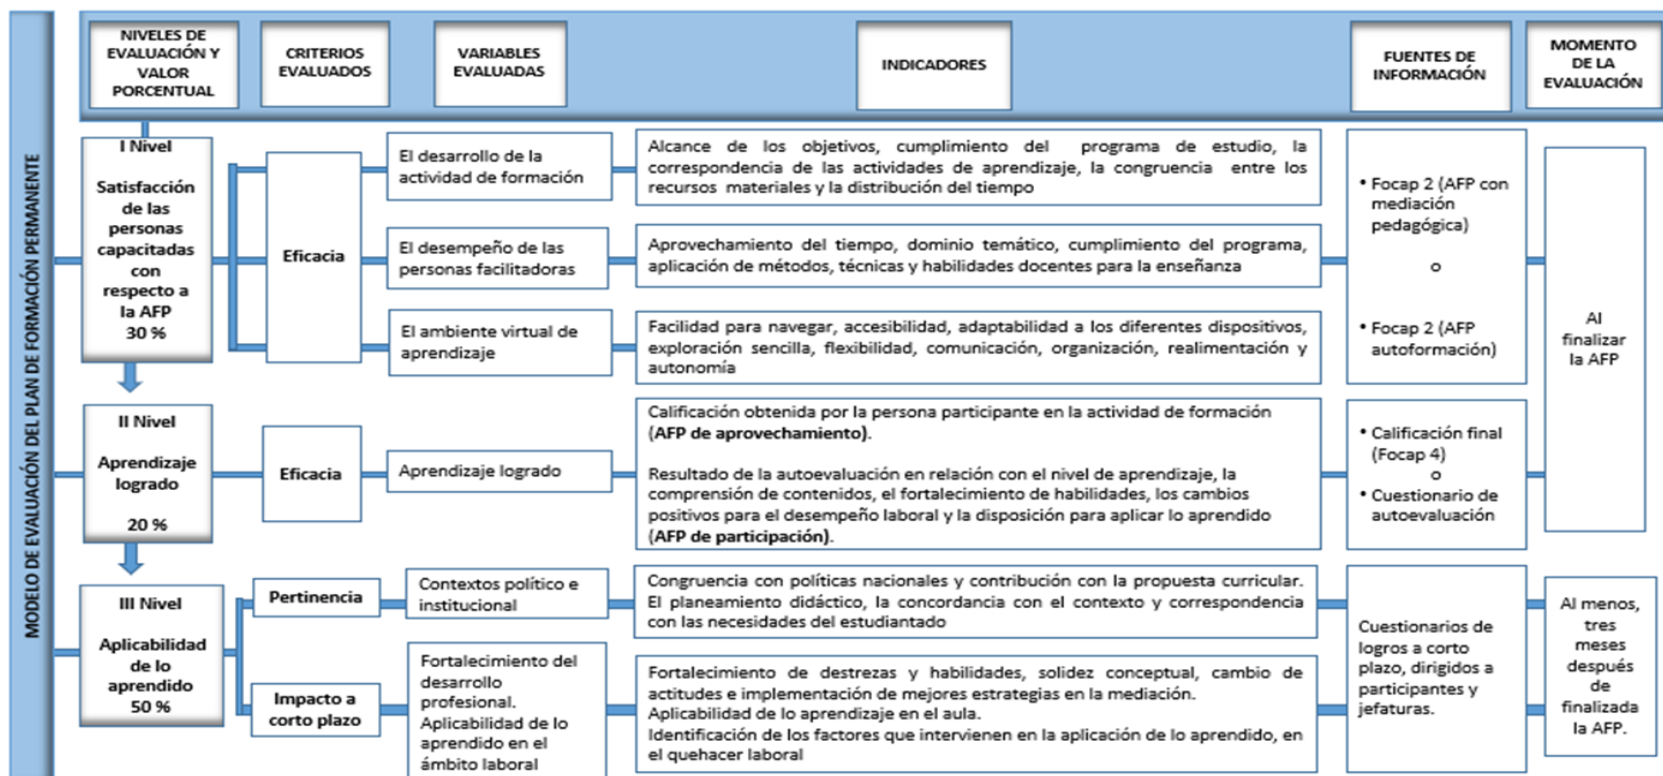 MODELO DE EVALUACIÓN DEL PLAN DE FORMACIÓN PERMANENTE
NIVELES DE
EVALUACIÓN Y
VALOR
PORCENTUAL
CRITERIOS
EVALUADOS
VARIABLES
EVALUADAS
INDICADORES
FUENTES DE
INFORMACIÓN
MOMENTO
DE LA
EVALUACIÓN
I Nivel
Satisfacción
de las
personas
capacitadas
con
respecto a
la AFP
30 %
Eficacia
El desarrollo de la
actividad de formación
Alcance de los objetivos, cumplimiento del programa de estudio, la
correspondencia de las actividades de aprendizaje, la congruencia entre los
recursos materiales y la distribución del tiempo
El desempeño de las
personas facilitadoras
Aprovechamiento del tiempo, dominio temático, cumplimiento del programa,
aplicación de métodos, técnicas y habilidades docentes para la enseñanza
El ambiente virtual de
aprendizaje
Facilidad para navegar, accesibilidad, adaptabilidad a los diferentes dispositivos,
exploración sencilla, flexibilidad, comunicación, organización, realimentación y
autonomía
• Focap 2 (AFP con
mediación
pedagógica)
o
• Focap 2 (AFP
autoformación)
Al
finalizar
la AFP
II Nivel
Aprendizaje
logrado
20 %
Eficacia
Aprendizaje logrado
Calificación obtenida por la persona participante en la actividad de formación
(AFP de aprovechamiento).
Resultado de la autoevaluación en relación con el nivel de aprendizaje, la
comprensión de contenidos, el fortalecimiento de habilidades, los cambios
positivos para el desempeño laboral y la disposición para aplicar lo aprendido
(AFP de participación).
• Calificación final
(Focap 4)
o
• Cuestionario de
autoevaluación
III Nivel
Aplicabilidad
de lo
aprendido
50 %
Pertinencia
Contextos político e
institucional
Congruencia con políticas nacionales y contribución con la propuesta curricular.
El planeamiento didáctico, la concordancia con el contexto y correspondencia
con las necesidades del estudiantado
Impacto a
corto plazo
Fortalecimiento del
desarrollo
profesional.
Aplicabilidad de lo
aprendido en el
ámbito laboral
Fortalecimiento de destrezas y habilidades, solidez conceptual, cambio de
actitudes e implementación de mejores estrategias en la mediación.
Aplicabilidad de lo aprendizaje en el aula.
Identificación de los factores que intervienen en la aplicación de lo aprendido, en
el quehacer laboral
Cuestionarios de
logros a corto
plazo, dirigidos a
participantes y
jefaturas.
Al menos,
tres
meses
después
de
finalizada
la AFP.